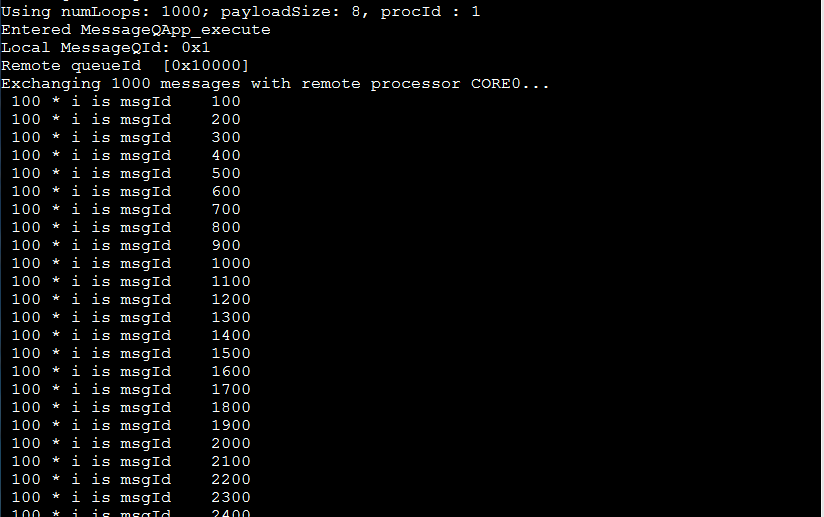 Using numLoops: 1000; payloadSize: 8, procId : 1
Entered MessageQApp_execute
Local MessageQId: 0x1
Remote queueId  [0x10000]
Exchanging 1000 messages with remote processor CORE0...
 100 * i is msgId    100
 100 * i is msgId    200
 100 * i is msgId    300
 100 * i is msgId    400
 100 * i is msgId    500
 100 * i is msgId    600
 100 * i is msgId    700
 100 * i is msgId    800
 100 * i is msgId    900
 100 * i is msgId    1000
 100 * i is msgId    1100
 100 * i is msgId    1200
 100 * i is msgId    1300
 100 * i is msgId    1400
 100 * i is msgId    1500
 100 * i is msgId    1600
 100 * i is msgId    1700
 100 * i is msgId    1800
 100 * i is msgId    1900
 100 * i is msgId    2000
 100 * i is msgId    2100
 100 * i is msgId    2200
 100 * i is msgId    2300
 100 * i is msgId    2400